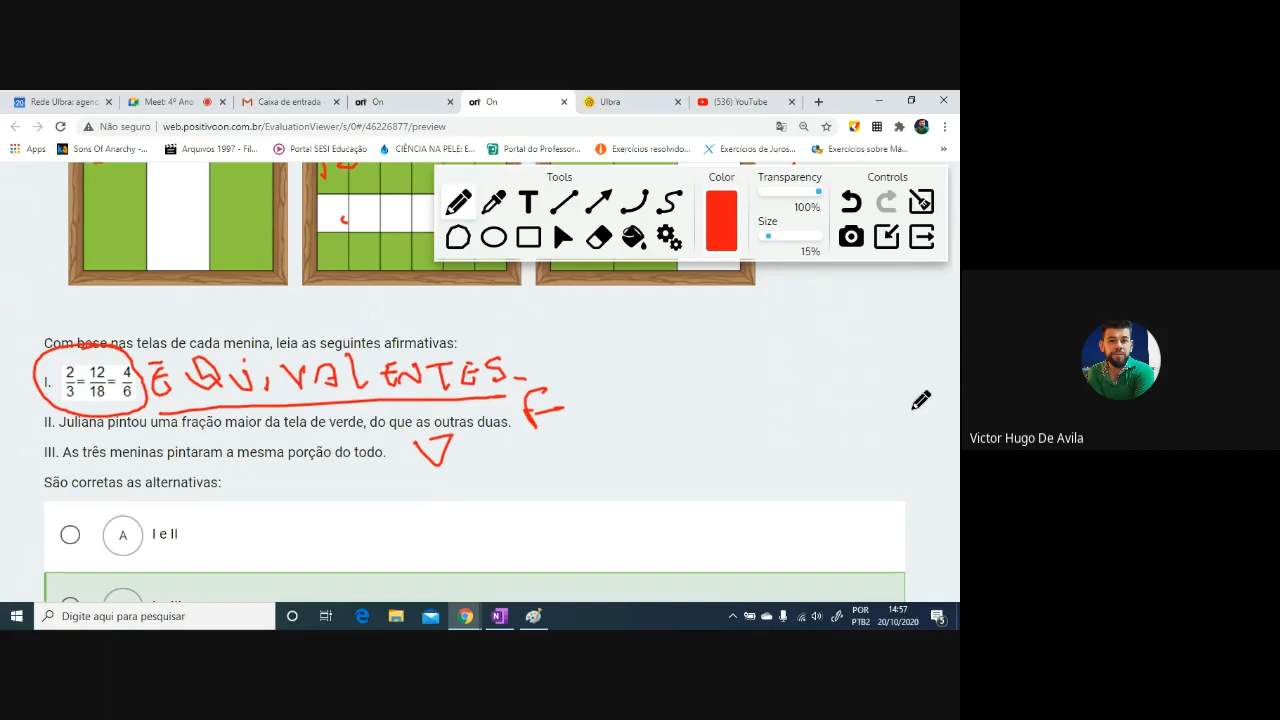 Rede Ulbra: agend
Meet: 4º Ano
Caixa de entrada -
On
On
Ulbra
(536) YouTube
Não seguro
web.positivoon.com.br/EvaluationViewer/s/0#/46226877/preview
Apps
Sons Of Anarchy -...
Arquivos 1997 - Fil...
Portal SESI Educação
CIÊNCIA NA PELE: E...
Portal do Professor...
Exercícios resolvido...
Exercícios de Juros...
Exercícios sobre Má...
Tools
Color
Transparency
Controls
100%
Size
15%
Com base nas telas de cada menina, leia as seguintes afirmativas:
I. 2/3 = 12/18 = 4/6 EQUIVALENTES
II. Juliana pintou uma fração maior da tela de verde, do que as outras duas. F
III. As três meninas pintaram a mesma porção do todo. V
São corretas as alternativas:
A I e II
Victor Hugo De Avila
Digite aqui para pesquisar
POR
PTB2
14:57
20/10/2020
5